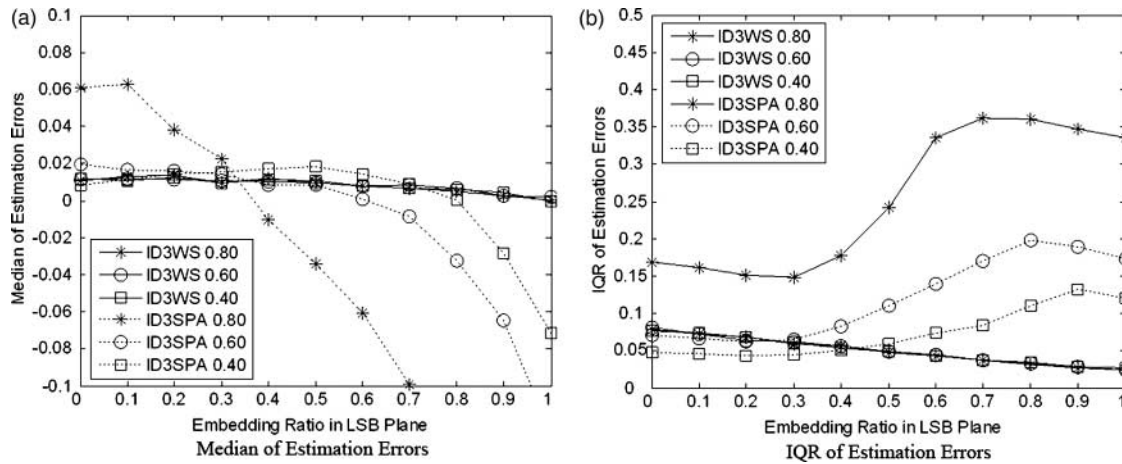 (a)
0.1
0.08
0.06
0.04
0.02
0
-0.02
-0.04
-0.06
-0.08
-0.1
Median of Estimation Errors
ID3WS 0.80
ID3WS 0.60
ID3WS 0.40
ID3SPA 0.80
ID3SPA 0.60
ID3SPA 0.40
0 0.1 0.2 0.3 0.4 0.5 0.6 0.7 0.8 0.9 1
Embedding Ratio in LSB Plane
Median of Estimation Errors
(b)
0.5
0.45
0.4
0.35
0.3
0.25
0.2
0.15
0.1
0.05
0
IQR of Estimation Errors
ID3WS 0.80
ID3WS 0.60
ID3WS 0.40
ID3SPA 0.80
ID3SPA 0.60
ID3SPA 0.40
0 0.1 0.2 0.3 0.4 0.5 0.6 0.7 0.8 0.9 1
Embedding Ratio in LSB Plane
IQR of Estimation Errors